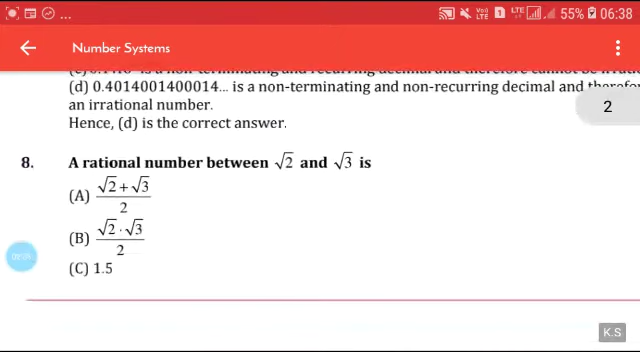 ... 55% 06:38
Number Systems
(d) 0.4014001400014... is a non-terminating and non-recurring decimal and
an irrational number.
2
Hence, (d) is the correct answer.
8. A rational number between √2 and √3 is
(A) (√2 + √3)/2
(B) (√2 · √3)/2
(C) 1.5
K.S